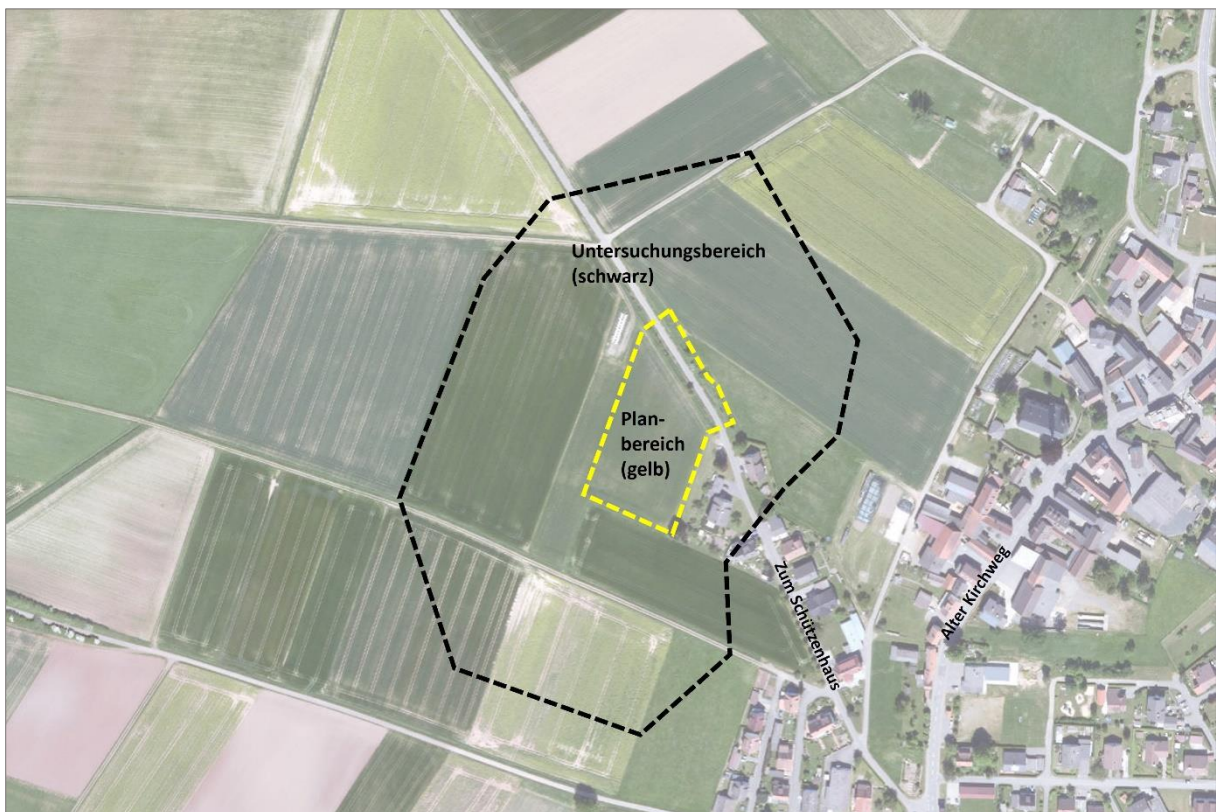 Untersuchungsbereich
(schwarz)
Plan-
bereich
(gelb)
Zum Schützenhaus
Alter Kirchweg